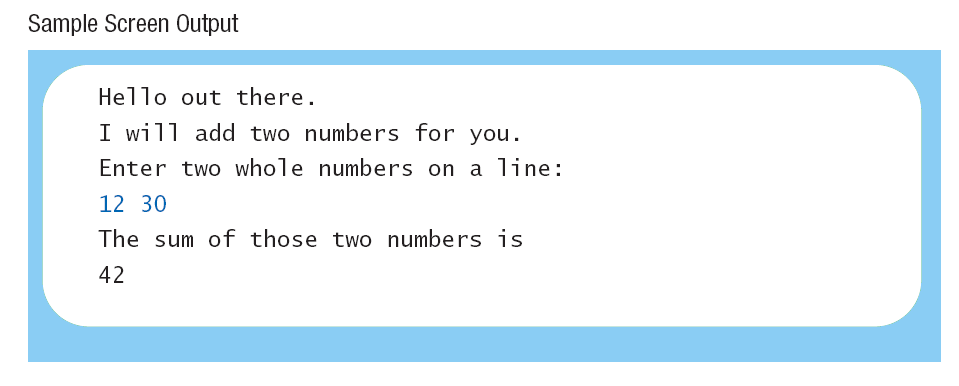 Sample Screen Output
Hello out there.
I will add two numbers for you.
Enter two whole numbers on a line:
12 30
The sum of those two numbers is
42